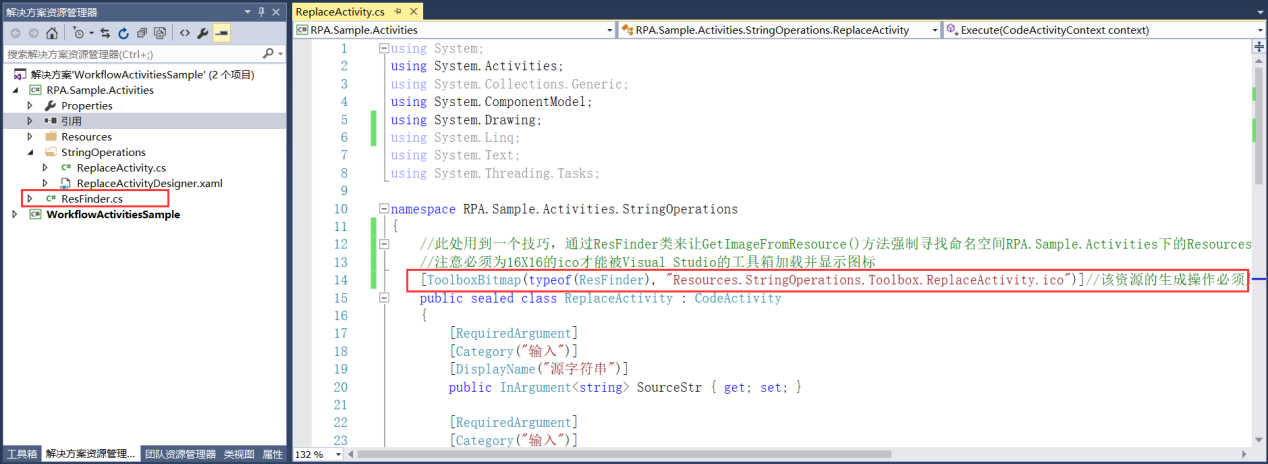 解决方案资源管理器
搜索解决方案资源管理器(Ctrl+;)
解决方案'WorkflowActivitiesSample' (2 个项目)
RPA.Sample.Activities
Properties
引用
Resources
StringOperations
ReplaceActivity.cs
ReplaceActivityDesigner.xaml
ResFinder.cs
WorkflowActivitiesSample
工具箱 解决方案资源管理... 团队资源管理器 类视图 属性
ReplaceActivity.cs
RPA.Sample.Activities RPA.Sample.Activities.StringOperations.ReplaceActivity Execute(CodeActivityContext context)
1 using System;
2 using System.Activities;
3 using System.Collections.Generic;
4 using System.ComponentModel;
5 using System.Drawing;
6 using System.Linq;
7 using System.Text;
8 using System.Threading.Tasks;
9
10 namespace RPA.Sample.Activities.StringOperations
11 {
12 //此处用到一个技巧，通过ResFinder类来让GetImageFromResource()方法强制寻找命名空间RPA.Sample.Activities下的Resources
13 //注意必须为16X16的ico才能被Visual Studio的工具箱加载并显示图标
14 [ToolboxBitmap(typeof(ResFinder), "Resources.StringOperations.Toolbox.ReplaceActivity.ico")]//该资源的生成操作必须
15 public sealed class ReplaceActivity : CodeActivity
16 {
17 [RequiredArgument]
18 [Category("输入")]
19 [DisplayName("源字符串")]
20 public InArgument<string> SourceStr { get; set; }
21
22 [RequiredArgument]
23 [Category("输入")]
132 %